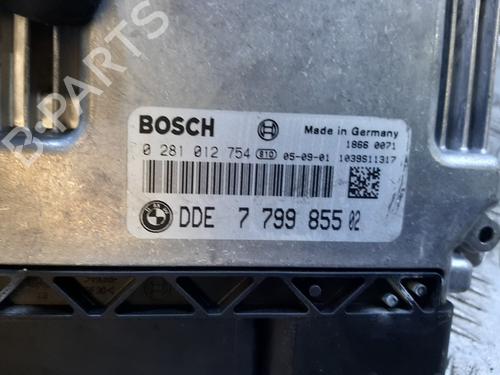 B-PARTS
BOSCH
Made in Germany
1866 0071
0 281 012 754 B10 05-09-01 1039S11317
DDE 7 799 855 02